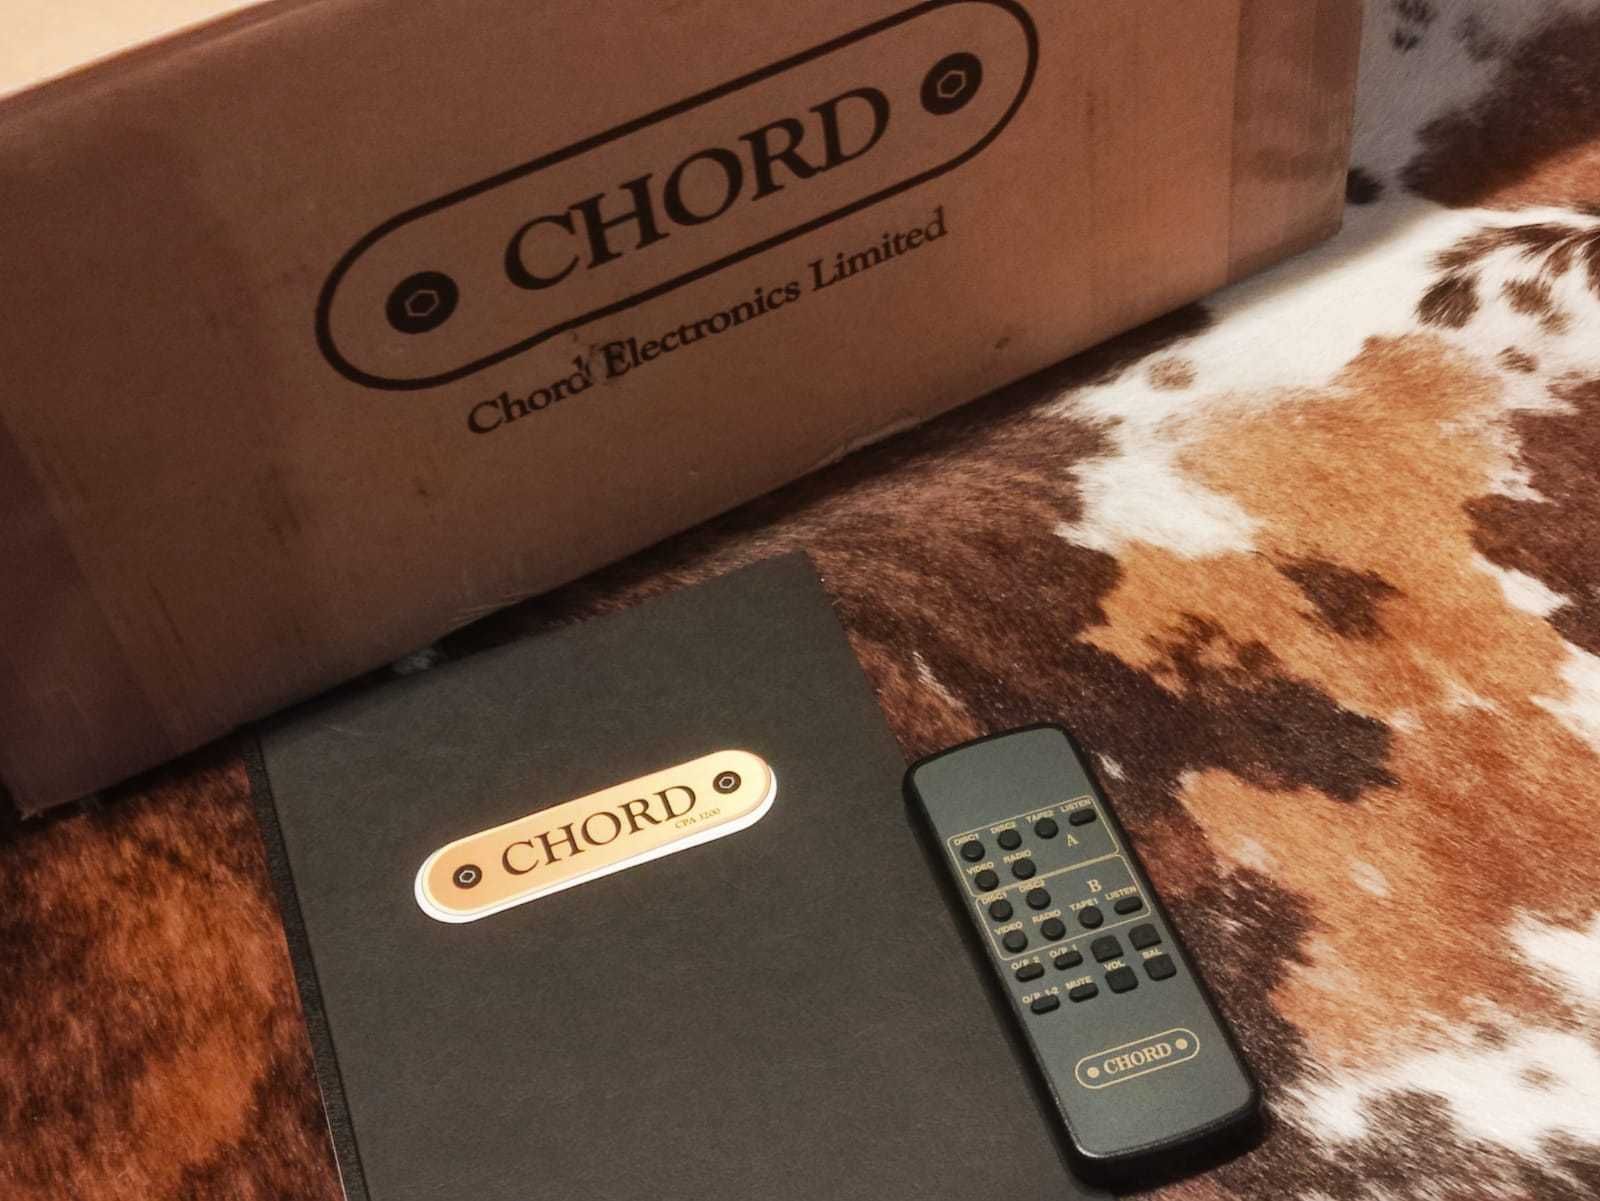 CHORD
Chord Electronics Limited
CHORD
CPA 3200
DISC1 DISC2 TAPE2 LISTEN
VIDEO RADIO A
DISC1 DISC2 B
VIDEO RADIO TAPE1 LISTEN
O/P 2 O/P 1 VOL BAL
O/P 1-2 MUTE
CHORD